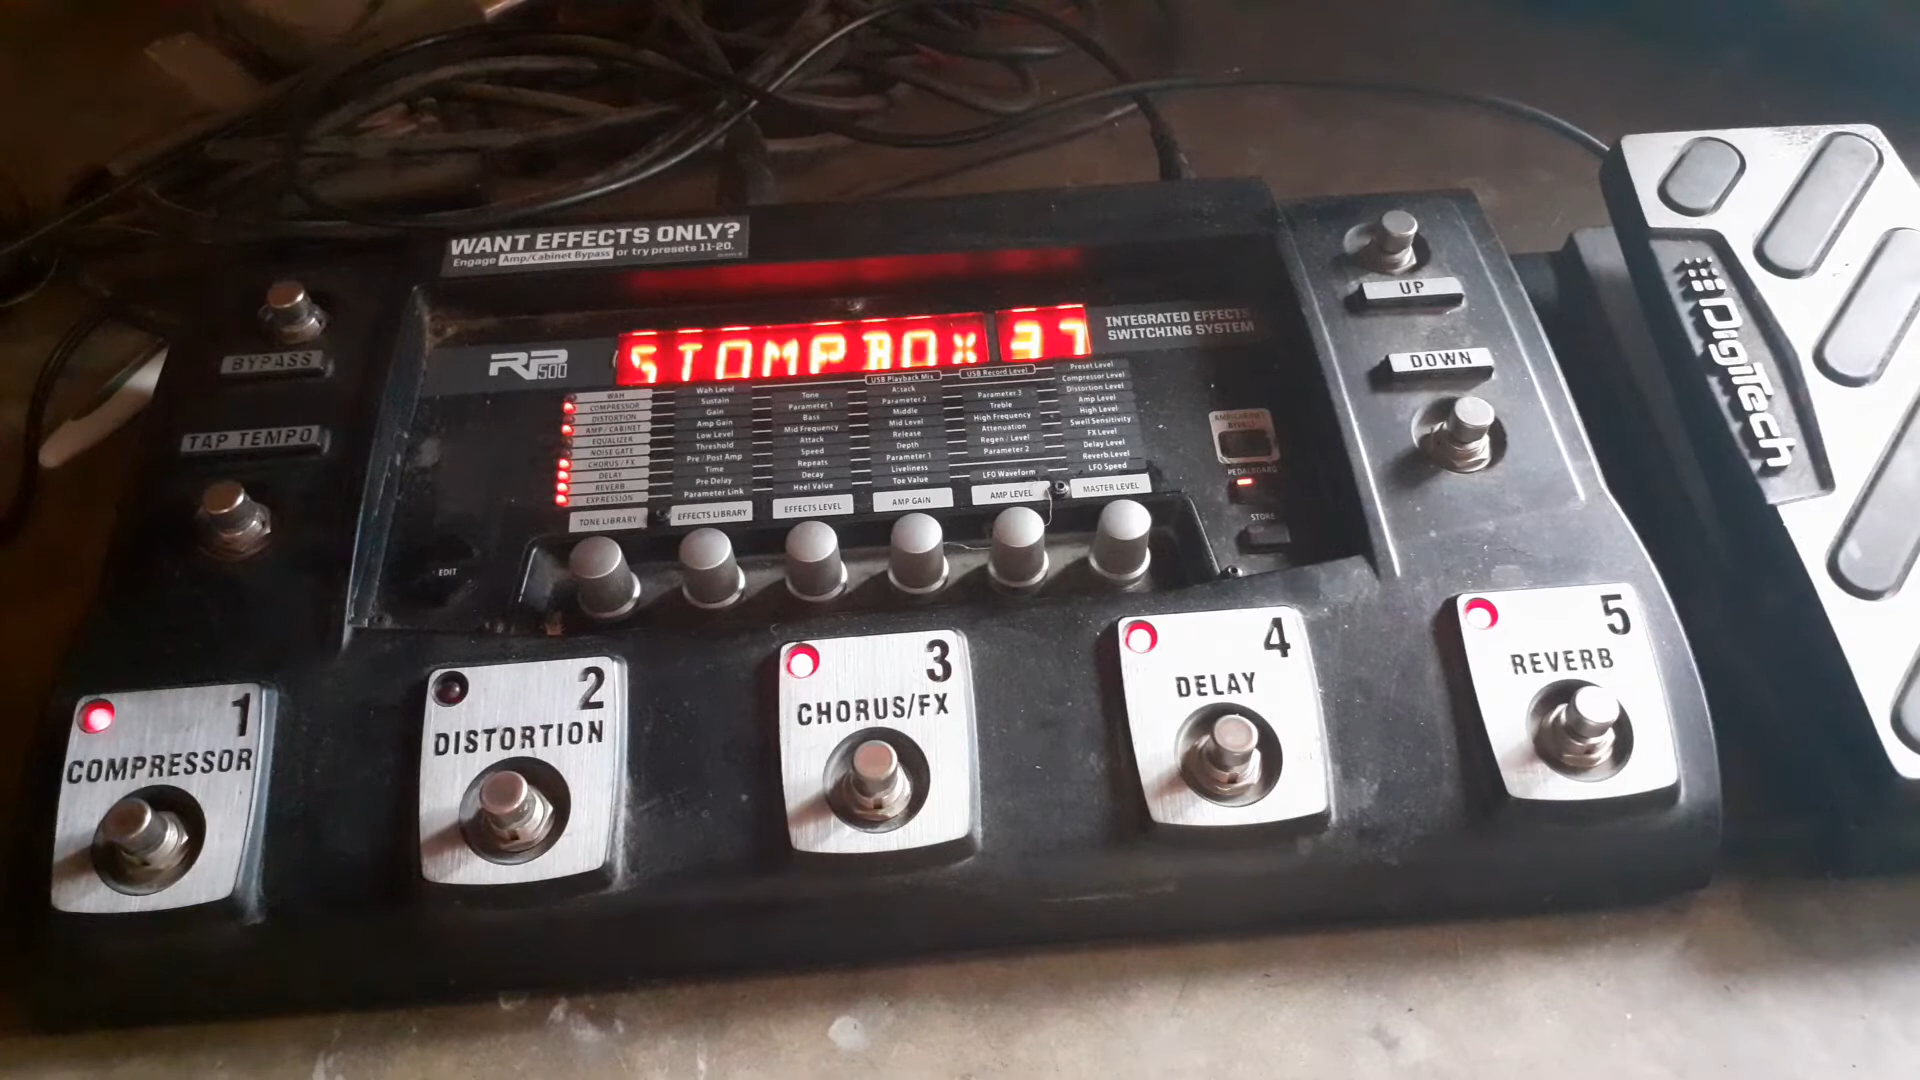 WANT EFFECTS ONLY?
Engage Amp/Cabinet Bypass or try presets 11-20.
BYPASS
TAP TEMPO
RP500
STOMPBOX 37
INTEGRATED EFFECTS
SWITCHING SYSTEM
UP
DOWN
DigiTech
USB Playback Mix
USB Record Level
Preset Level
WAH
Wah Level
Compressor Level
COMPRESSOR
Sustain
Tone
Attack
Distortion Level
DISTORTION
Gain
Parameter 1
Parameter 2
Parameter 3
Amp Level
AMP/CABINET
Amp Gain
Bass
Middle
Treble
High Level
EQUALIZER
Low Level
Mid Frequency
Mid Level
High Frequency
Swell Sensitivity
NOISE GATE
Threshold
Attack
Release
Attenuation
FX Level
CHORUS/FX
Pre / Post Amp
Speed
Depth
Regen / Level
Delay Level
DELAY
Time
Repeats
Parameter 1
Parameter 2
Reverb Level
REVERB
Pre Delay
Decay
Liveliness
LFO Speed
EXPRESSION
Parameter Link
Heel Value
Toe Value
LFO Waveform
TONE LIBRARY
EFFECTS LIBRARY
EFFECTS LEVEL
AMP GAIN
AMP LEVEL
MASTER LEVEL
AMP/CABINET
BYPASS
PEDALBOARD
STORE
EDIT
1
COMPRESSOR
2
DISTORTION
3
CHORUS/FX
4
DELAY
5
REVERB